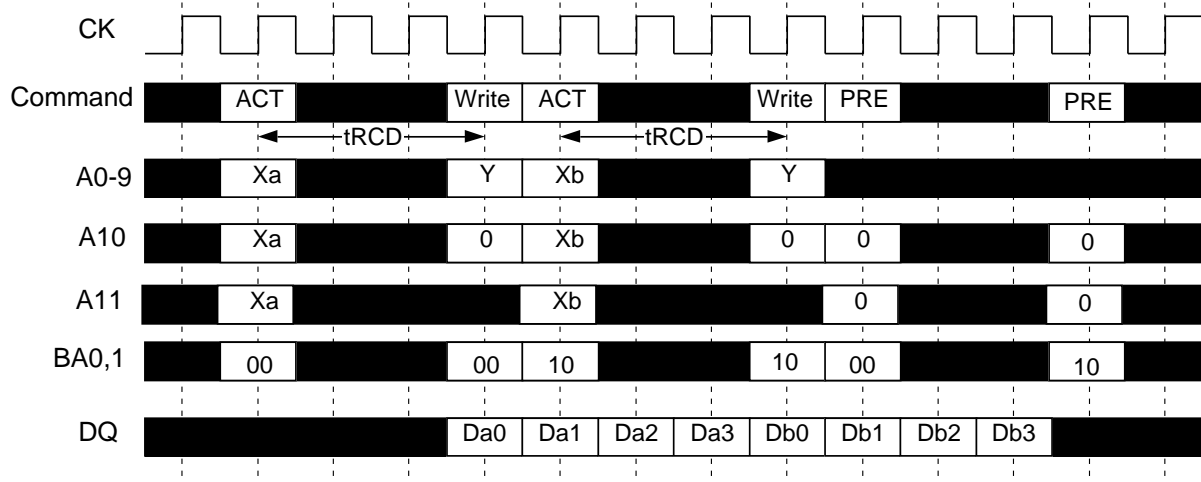 CK
Command ACT Write ACT Write PRE PRE
tRCD tRCD
A0-9 Xa Y Xb Y
A10 Xa 0 Xb 0 0 0
A11 Xa Xb 0 0
BA0,1 00 00 10 10 00 10
DQ Da0 Da1 Da2 Da3 Db0 Db1 Db2 Db3